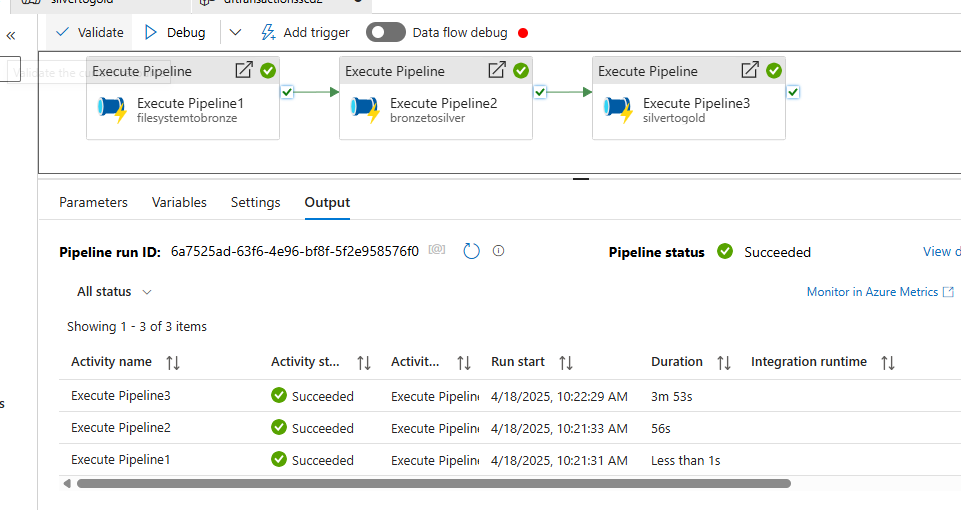 silvertogold
dftransactionsscd2
Validate
Debug
Add trigger
Data flow debug
Execute Pipeline
Execute Pipeline
Execute Pipeline
Execute Pipeline1
filesystemtobronze
Execute Pipeline2
bronzetosilver
Execute Pipeline3
silvertogold
Parameters Variables Settings Output
Pipeline run ID: 6a7525ad-63f6-4e96-bf8f-5f2e958576f0 [@]
Pipeline status Succeeded View d
All status
Monitor in Azure Metrics
Showing 1 - 3 of 3 items
Activity name Activity st... Activit... Run start Duration Integration runtime
Execute Pipeline3 Succeeded Execute Pipelin 4/18/2025, 10:22:29 AM 3m 53s
Execute Pipeline2 Succeeded Execute Pipelin 4/18/2025, 10:21:33 AM 56s
s
Execute Pipeline1 Succeeded Execute Pipelin 4/18/2025, 10:21:31 AM Less than 1s